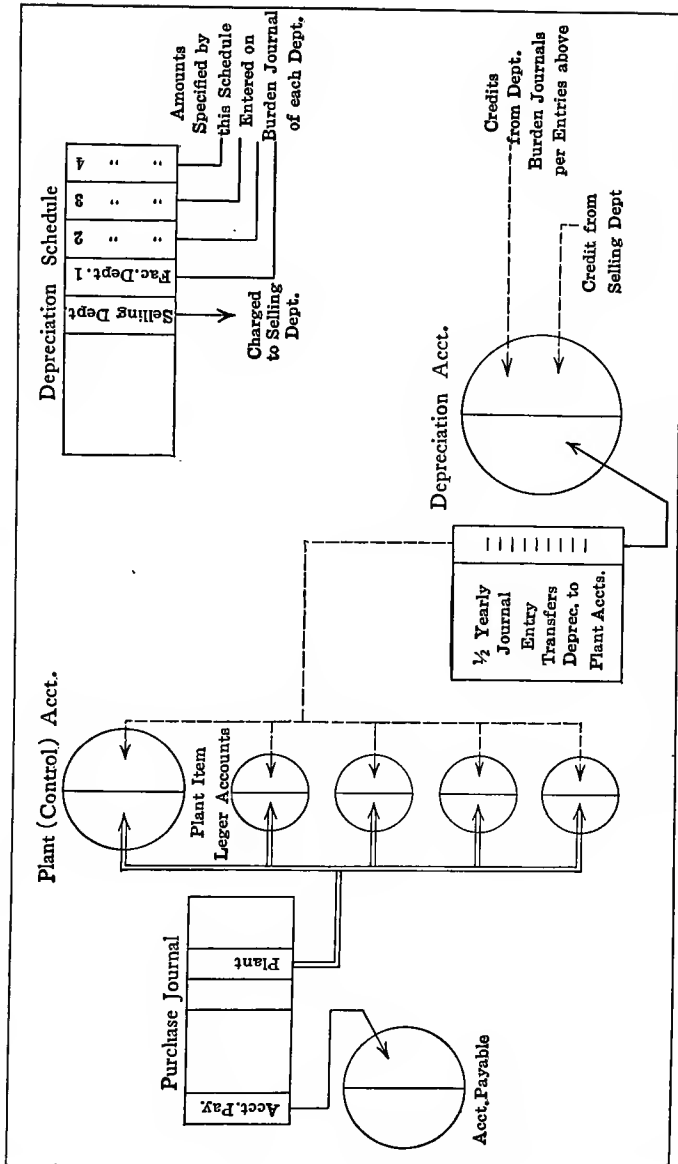 Purchase Journal
Acct.Pay.
Plant
Acct.Payable
Plant (Control) Acct.
Plant Item
Leger Accounts
½ Yearly
Journal
Entry
Transfers
Deprec. to
Plant Accts.
Depreciation Schedule
Selling Dept.
Fac.Dept. 1
2 " "
3 " "
4 " "
Amounts
Specified by
this Schedule
Entered on
Burden Journal
of each Dept.
Charged
to Selling
Dept.
Depreciation Acct.
Credits
from Dept.
Burden Journals
per Entries above
Credit from
Selling Dept